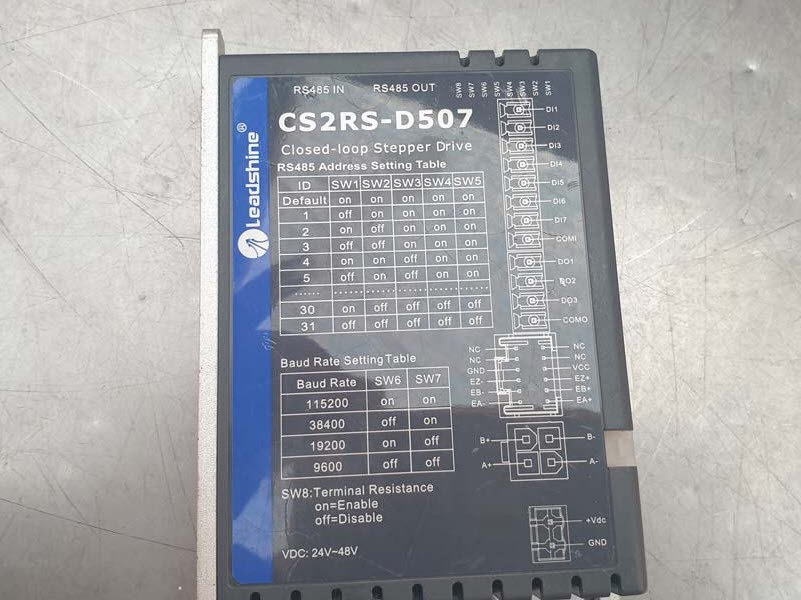 RS485 IN RS485 OUT SW8 SW7 SW6 SW5 SW4 SW3 SW2 SW1
Leadshine®
CS2RS-D507
Closed-loop Stepper Drive
RS485 Address Setting Table
ID SW1 SW2 SW3 SW4 SW5
Default on on on on on
1 off on on on on
2 on off on on on
3 off off on on on
4 on on off on on
5 off on off on on
...... ...... ...... ...... ...... ......
30 on off off off off
31 off off off off off
Baud Rate Setting Table
Baud Rate SW6 SW7
115200 on on
38400 off on
19200 on off
9600 off off
SW8:Terminal Resistance
on=Enable
off=Disable
VDC: 24V~48V
DI1
DI2
DI3
DI4
DI5
DI6
DI7
COMI
DO1
DO2
DO3
COMO
NC NC
NC NC
GND VCC
EZ- EZ+
EB- EB+
EA- EA+
B+ B-
A+ A-
+Vdc
GND